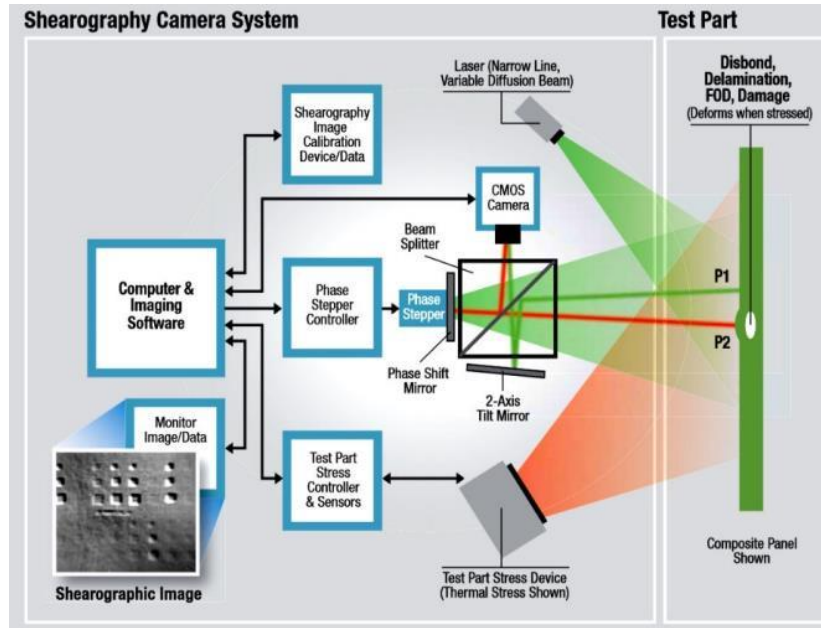 Shearography Camera System
Test Part
Laser (Narrow Line,
Variable Diffusion Beam)
Disbond,
Delamination,
FOD, Damage
(Deforms when stressed)
Shearography
Image
Calibration
Device/Data
CMOS
Camera
Beam
Splitter
Computer &
Imaging
Software
Phase
Stepper
Controller
Phase
Stepper
P1
P2
Phase Shift
Mirror
2-Axis
Tilt Mirror
Monitor
Image/Data
Test Part
Stress
Controller
& Sensors
Composite Panel
Shown
Shearographic Image
Test Part Stress Device
(Thermal Stress Shown)